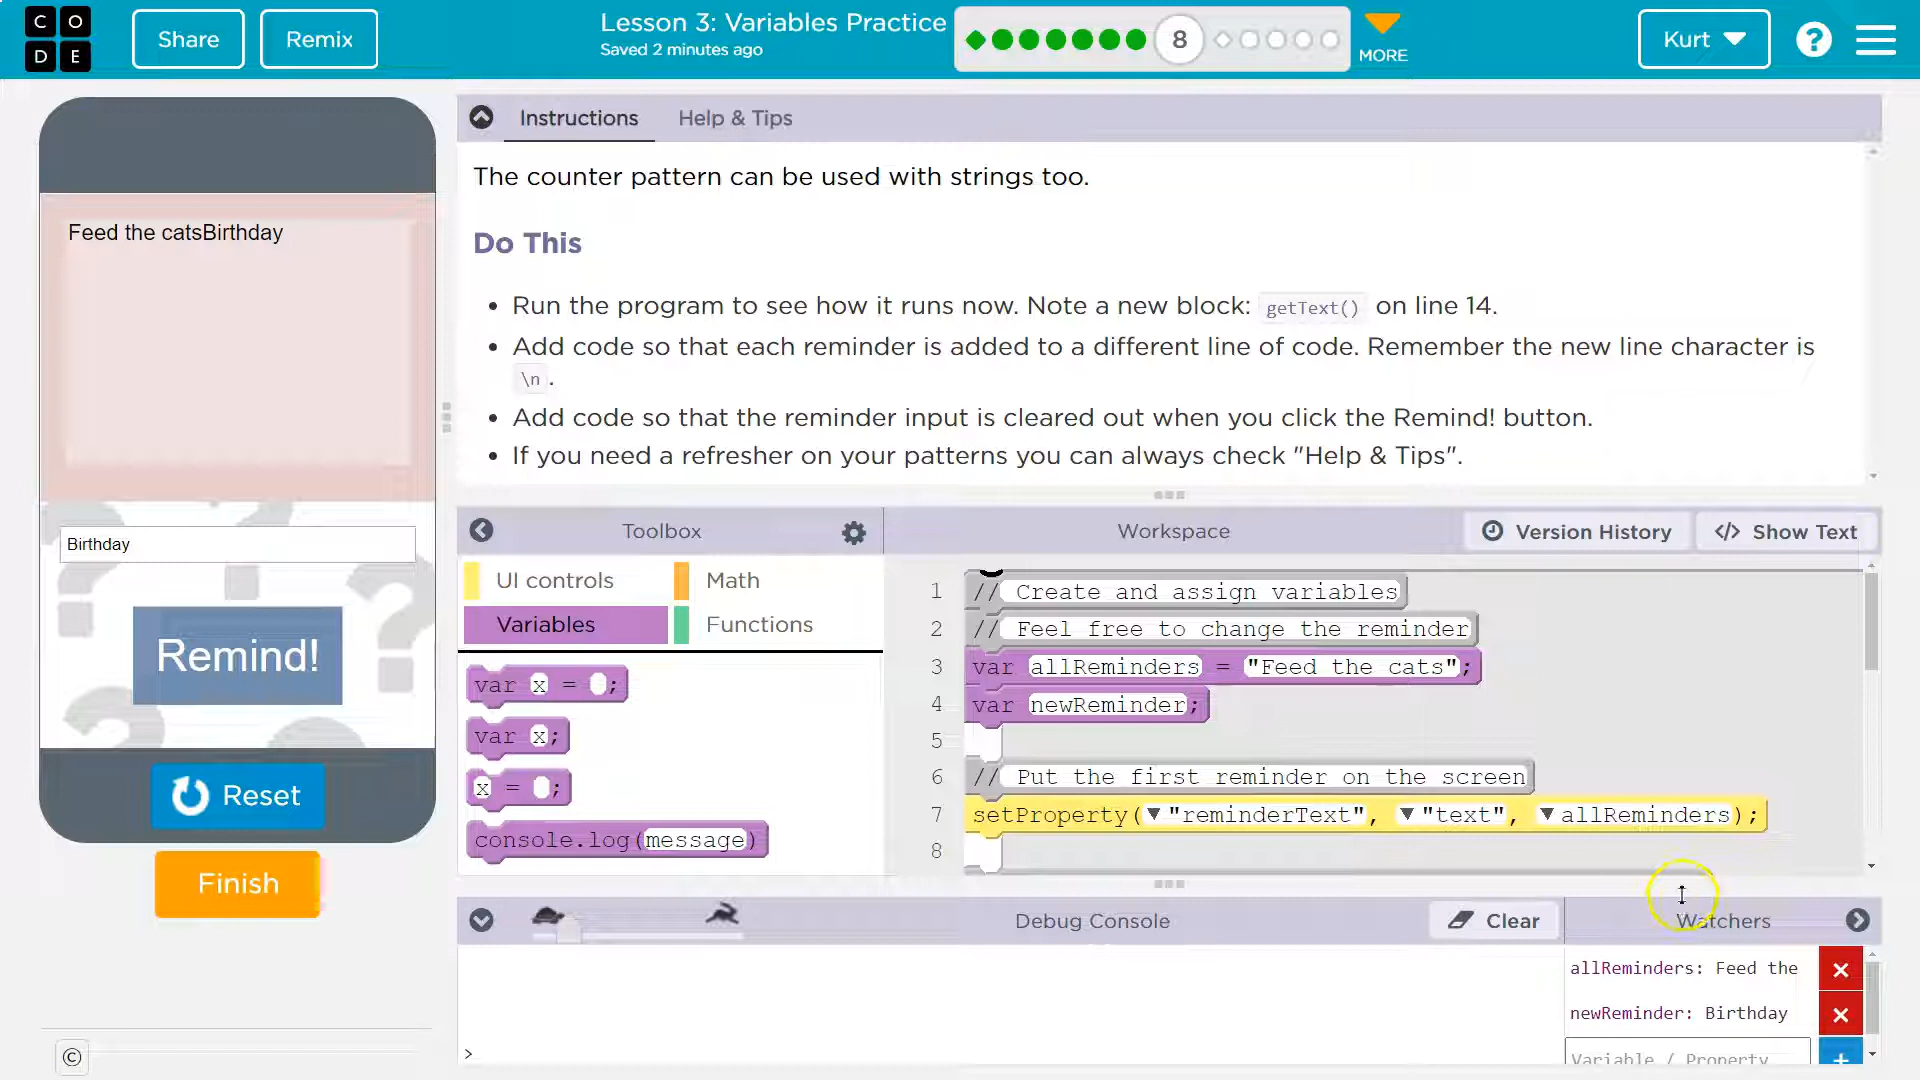 C O
D E
Share
Remix
Lesson 3: Variables Practice
Saved 2 minutes ago
8
MORE
Kurt
?
Feed the catsBirthday
Birthday
Remind!
Reset
Finish
©
Instructions
Help & Tips
The counter pattern can be used with strings too.
Do This
• Run the program to see how it runs now. Note a new block: getText() on line 14.
• Add code so that each reminder is added to a different line of code. Remember the new line character is
\n .
• Add code so that the reminder input is cleared out when you click the Remind! button.
• If you need a refresher on your patterns you can always check "Help & Tips".
Toolbox
UI controls
Math
Variables
Functions
var x = ;
var x;
x = ;
console.log(message)
Workspace
Version History
</> Show Text
1 // Create and assign variables
2 // Feel free to change the reminder
3 var allReminders = "Feed the cats";
4 var newReminder;
5
6 // Put the first reminder on the screen
7 setProperty(▼"reminderText", ▼"text", ▼allReminders);
8
Debug Console
Clear
Watchers
>
allReminders: Feed the
newReminder: Birthday
Variable / Property